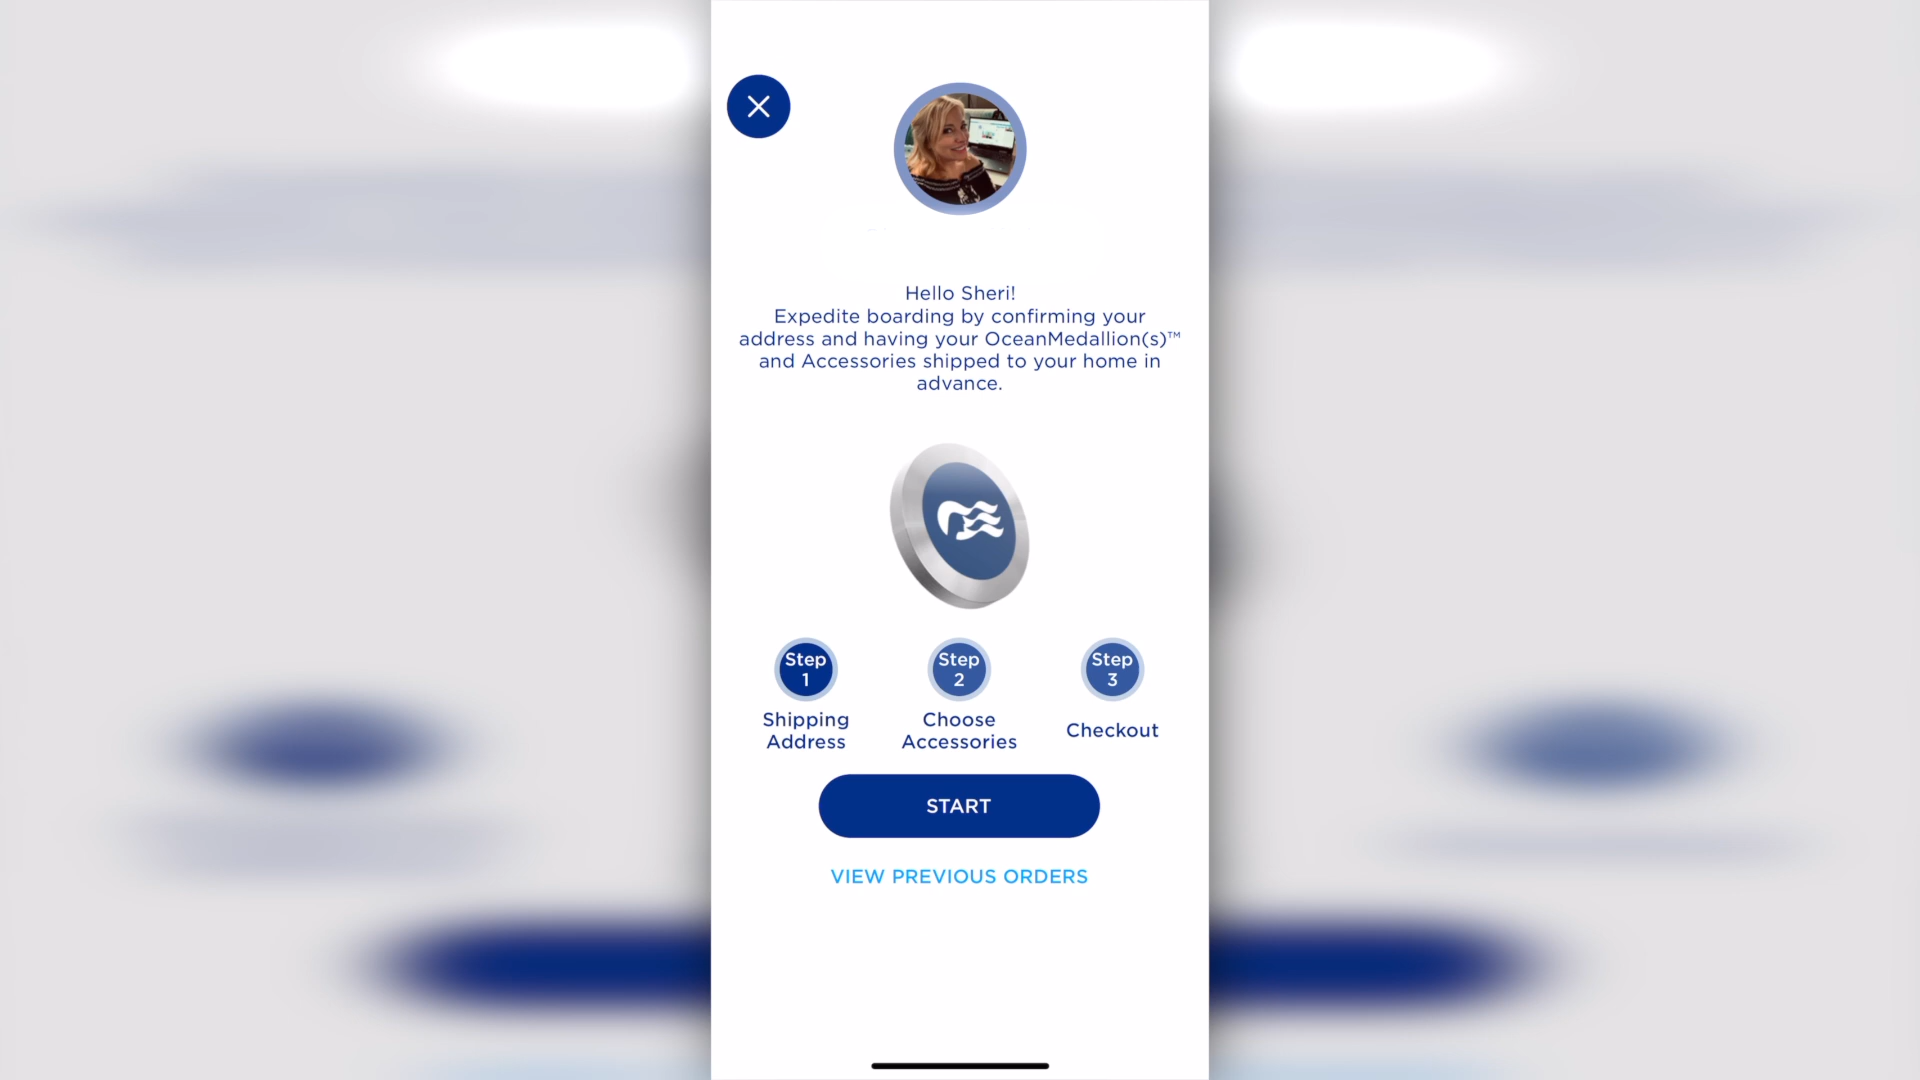 Hello Sheri!
Expedite boarding by confirming your
address and having your OceanMedallion(s)™
and Accessories shipped to your home in
advance.
Step
1
Shipping
Address
Step
2
Choose
Accessories
Step
3
Checkout
START
VIEW PREVIOUS ORDERS